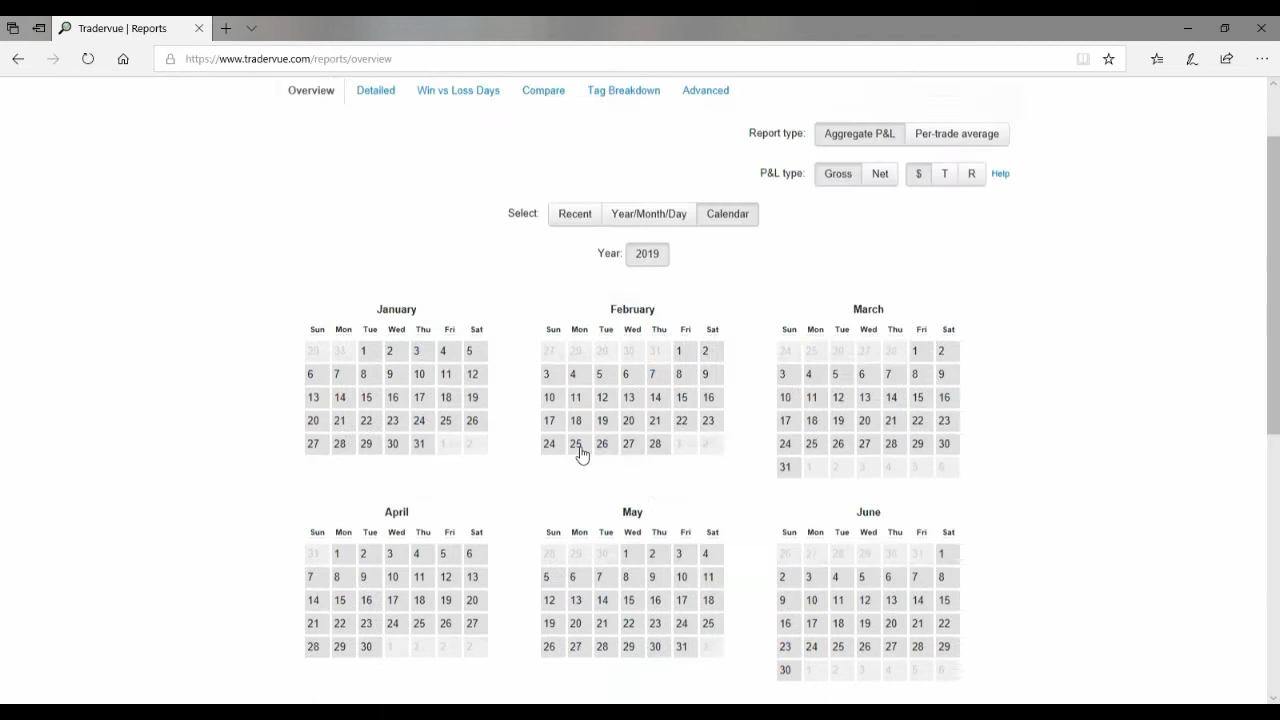 Tradervue | Reports
https://www.tradervue.com/reports/overview
Overview Detailed Win vs Loss Days Compare Tag Breakdown Advanced
Report type: Aggregate P&L Per-trade average
P&L type: Gross Net $ T R Help
Select: Recent Year/Month/Day Calendar
Year: 2019
January February March
Sun Mon Tue Wed Thu Fri Sat Sun Mon Tue Wed Thu Fri Sat Sun Mon Tue Wed Thu Fri Sat
1 2 3 4 5 27 29 30 31 1 2 24 25 27 1 2
6 7 8 9 10 11 12 3 4 5 6 7 8 9 3 4 5 6 7 8 9
13 14 15 16 17 18 19 10 11 12 13 14 15 16 10 11 12 13 14 15 16
20 21 22 23 24 25 26 17 18 19 20 21 22 23 17 18 19 20 21 22 23
27 28 29 30 31 1 2 24 25 26 27 28 24 25 26 27 28 29 30
31 1 2 3 4 5 6
April May June
Sun Mon Tue Wed Thu Fri Sat Sun Mon Tue Wed Thu Fri Sat Sun Mon Tue Wed Thu Fri Sat
31 1 2 3 4 5 6 28 29 30 1 2 3 4 26 27 28 29 30 31 1
7 8 9 10 11 12 13 5 6 7 8 9 10 11 2 3 4 5 6 7 8
14 15 16 17 18 19 20 12 13 14 15 16 17 18 9 10 11 12 13 14 15
21 22 23 24 25 26 27 19 20 21 22 23 24 25 16 17 18 19 20 21 22
28 29 30 1 26 27 28 29 30 31 23 24 25 26 27 28 29
30 1 2 3 4 5 6